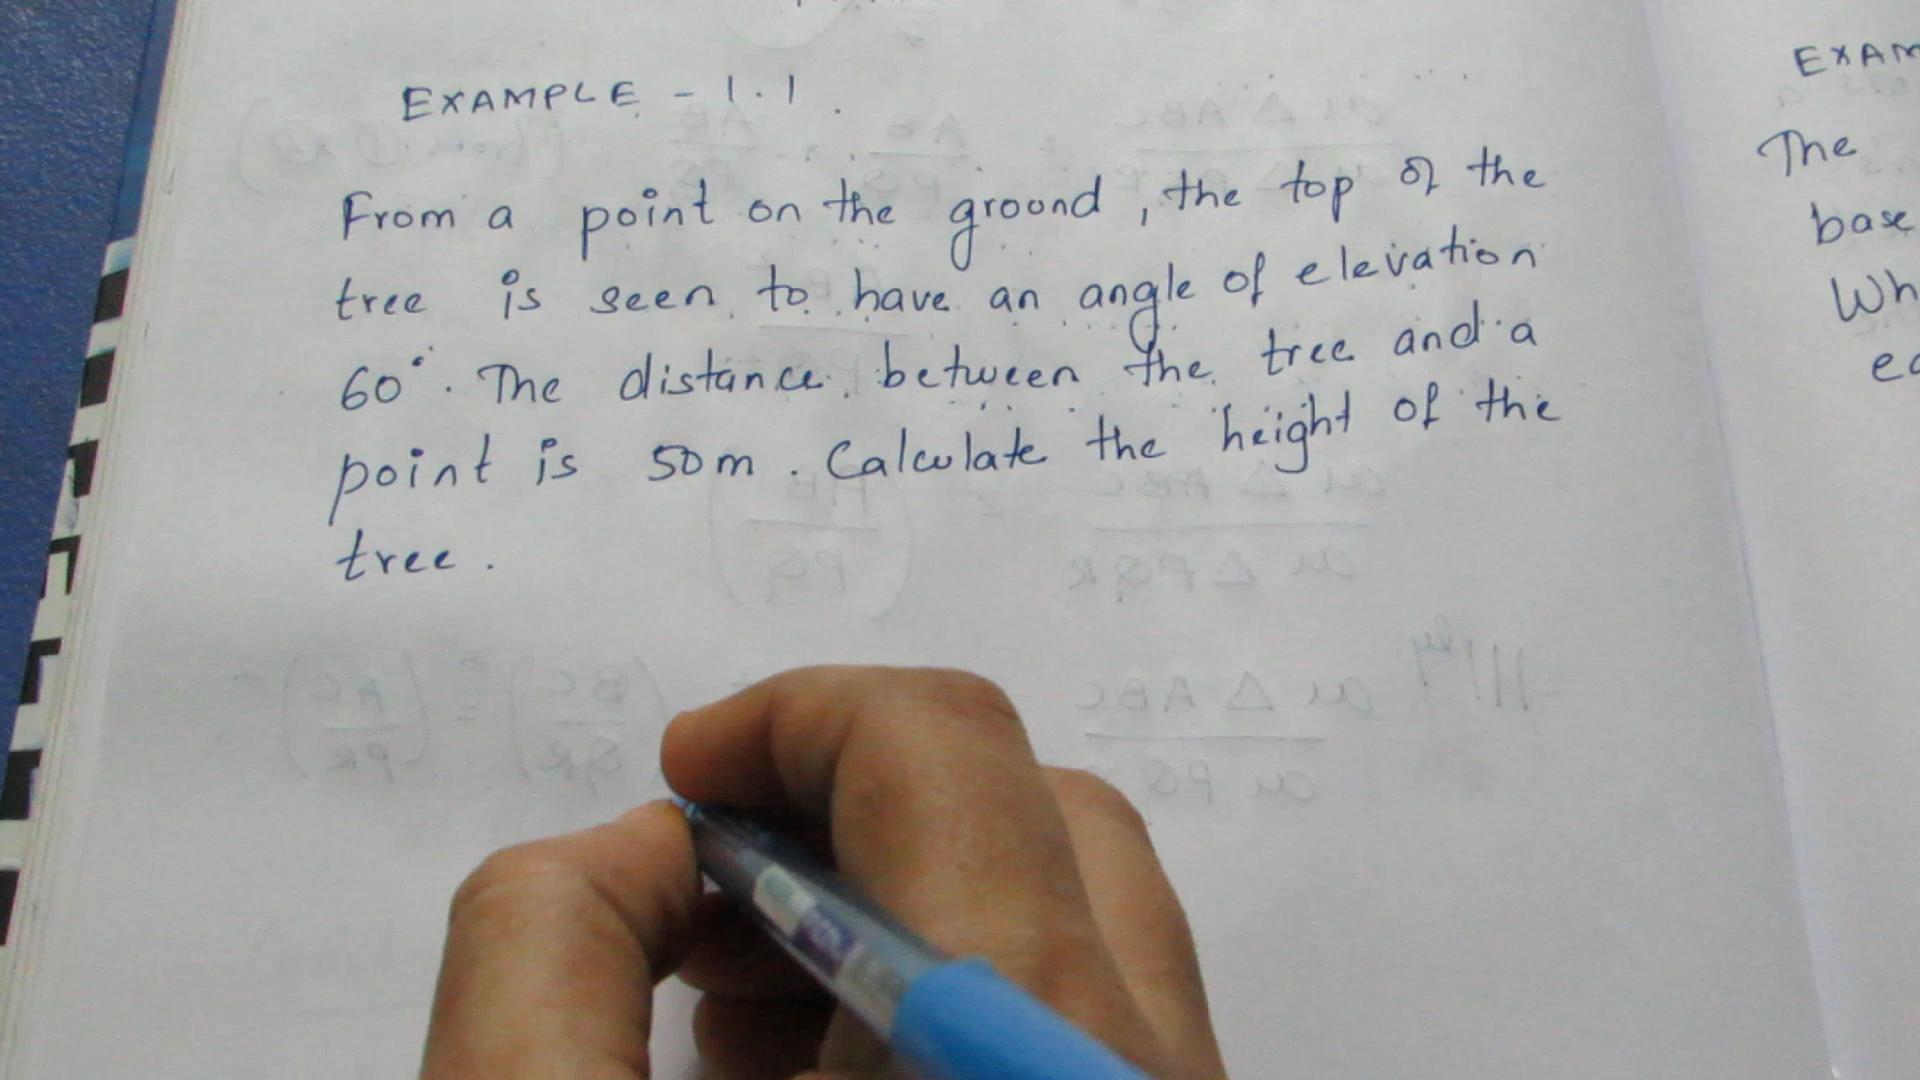 EXAMPLE - 1.1
From a point on the ground, the top of the
tree is seen to have an angle of elevation
60°. The distance between the tree and a
point is 50m. Calculate the height of the
tree.
EXAM
The
base
Wh